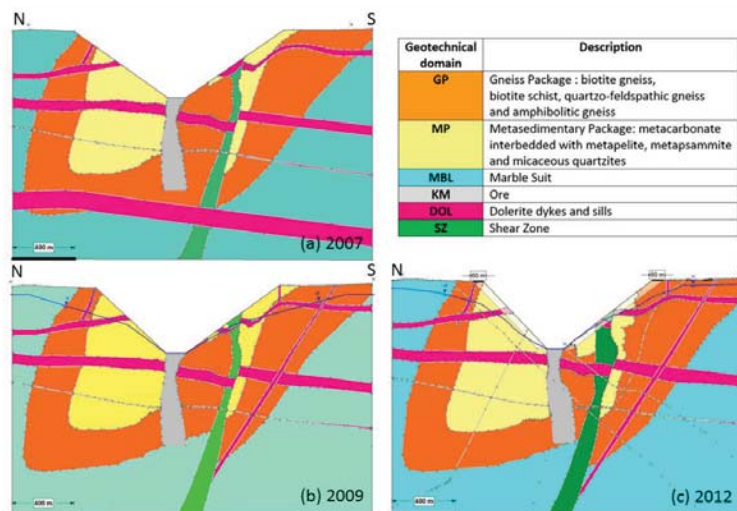 N
S
Geotechnical domain
Description
GP
Gneiss Package : biotite gneiss,
biotite schist, quartzo-feldspathic gneiss
and amphibolitic gneiss
MP
Metasedimentary Package: metacarbonate
interbedded with metapelite, metapsammite
and micaceous quartzites
MBL
Marble Suit
KM
Ore
DOL
Dolerite dykes and sills
SZ
Shear Zone
400 m
(a) 2007
N
S
400 m
(b) 2009
N
S
400 m
(c) 2012